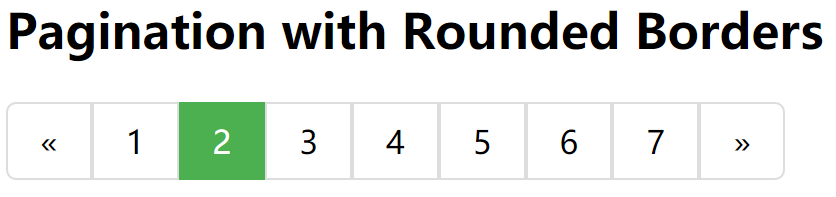 Pagination with Rounded Borders
« 1 2 3 4 5 6 7 »